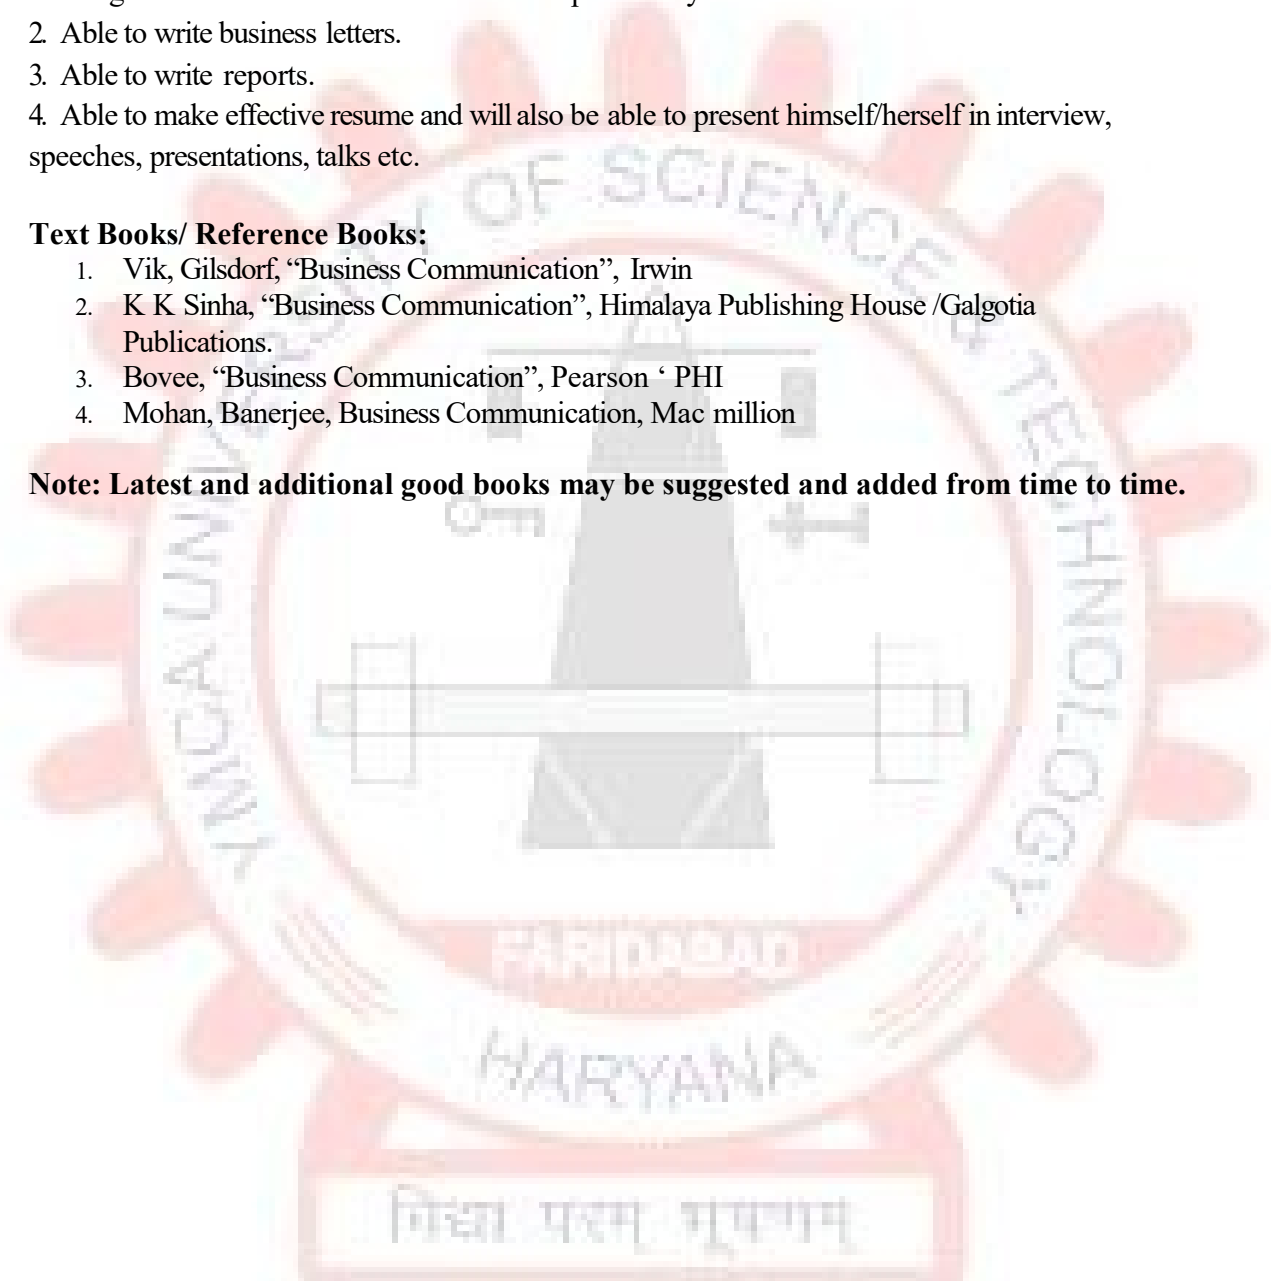 2. Able to write business letters.
3. Able to write reports.
4. Able to make effective resume and will also be able to present himself/herself in interview,
speeches, presentations, talks etc.
Text Books/ Reference Books:
1. Vik, Gilsdorf, “Business Communication”, Irwin
2. K K Sinha, “Business Communication”, Himalaya Publishing House /Galgotia
Publications.
3. Bovee, “Business Communication”, Pearson ‘ PHI
4. Mohan, Banerjee, Business Communication, Mac million
Note: Latest and additional good books may be suggested and added from time to time.
YMCA UNIVERSITY OF SCIENCE & TECHNOLOGY
FARIDABAD
HARYANA
विद्या परम भूषणम